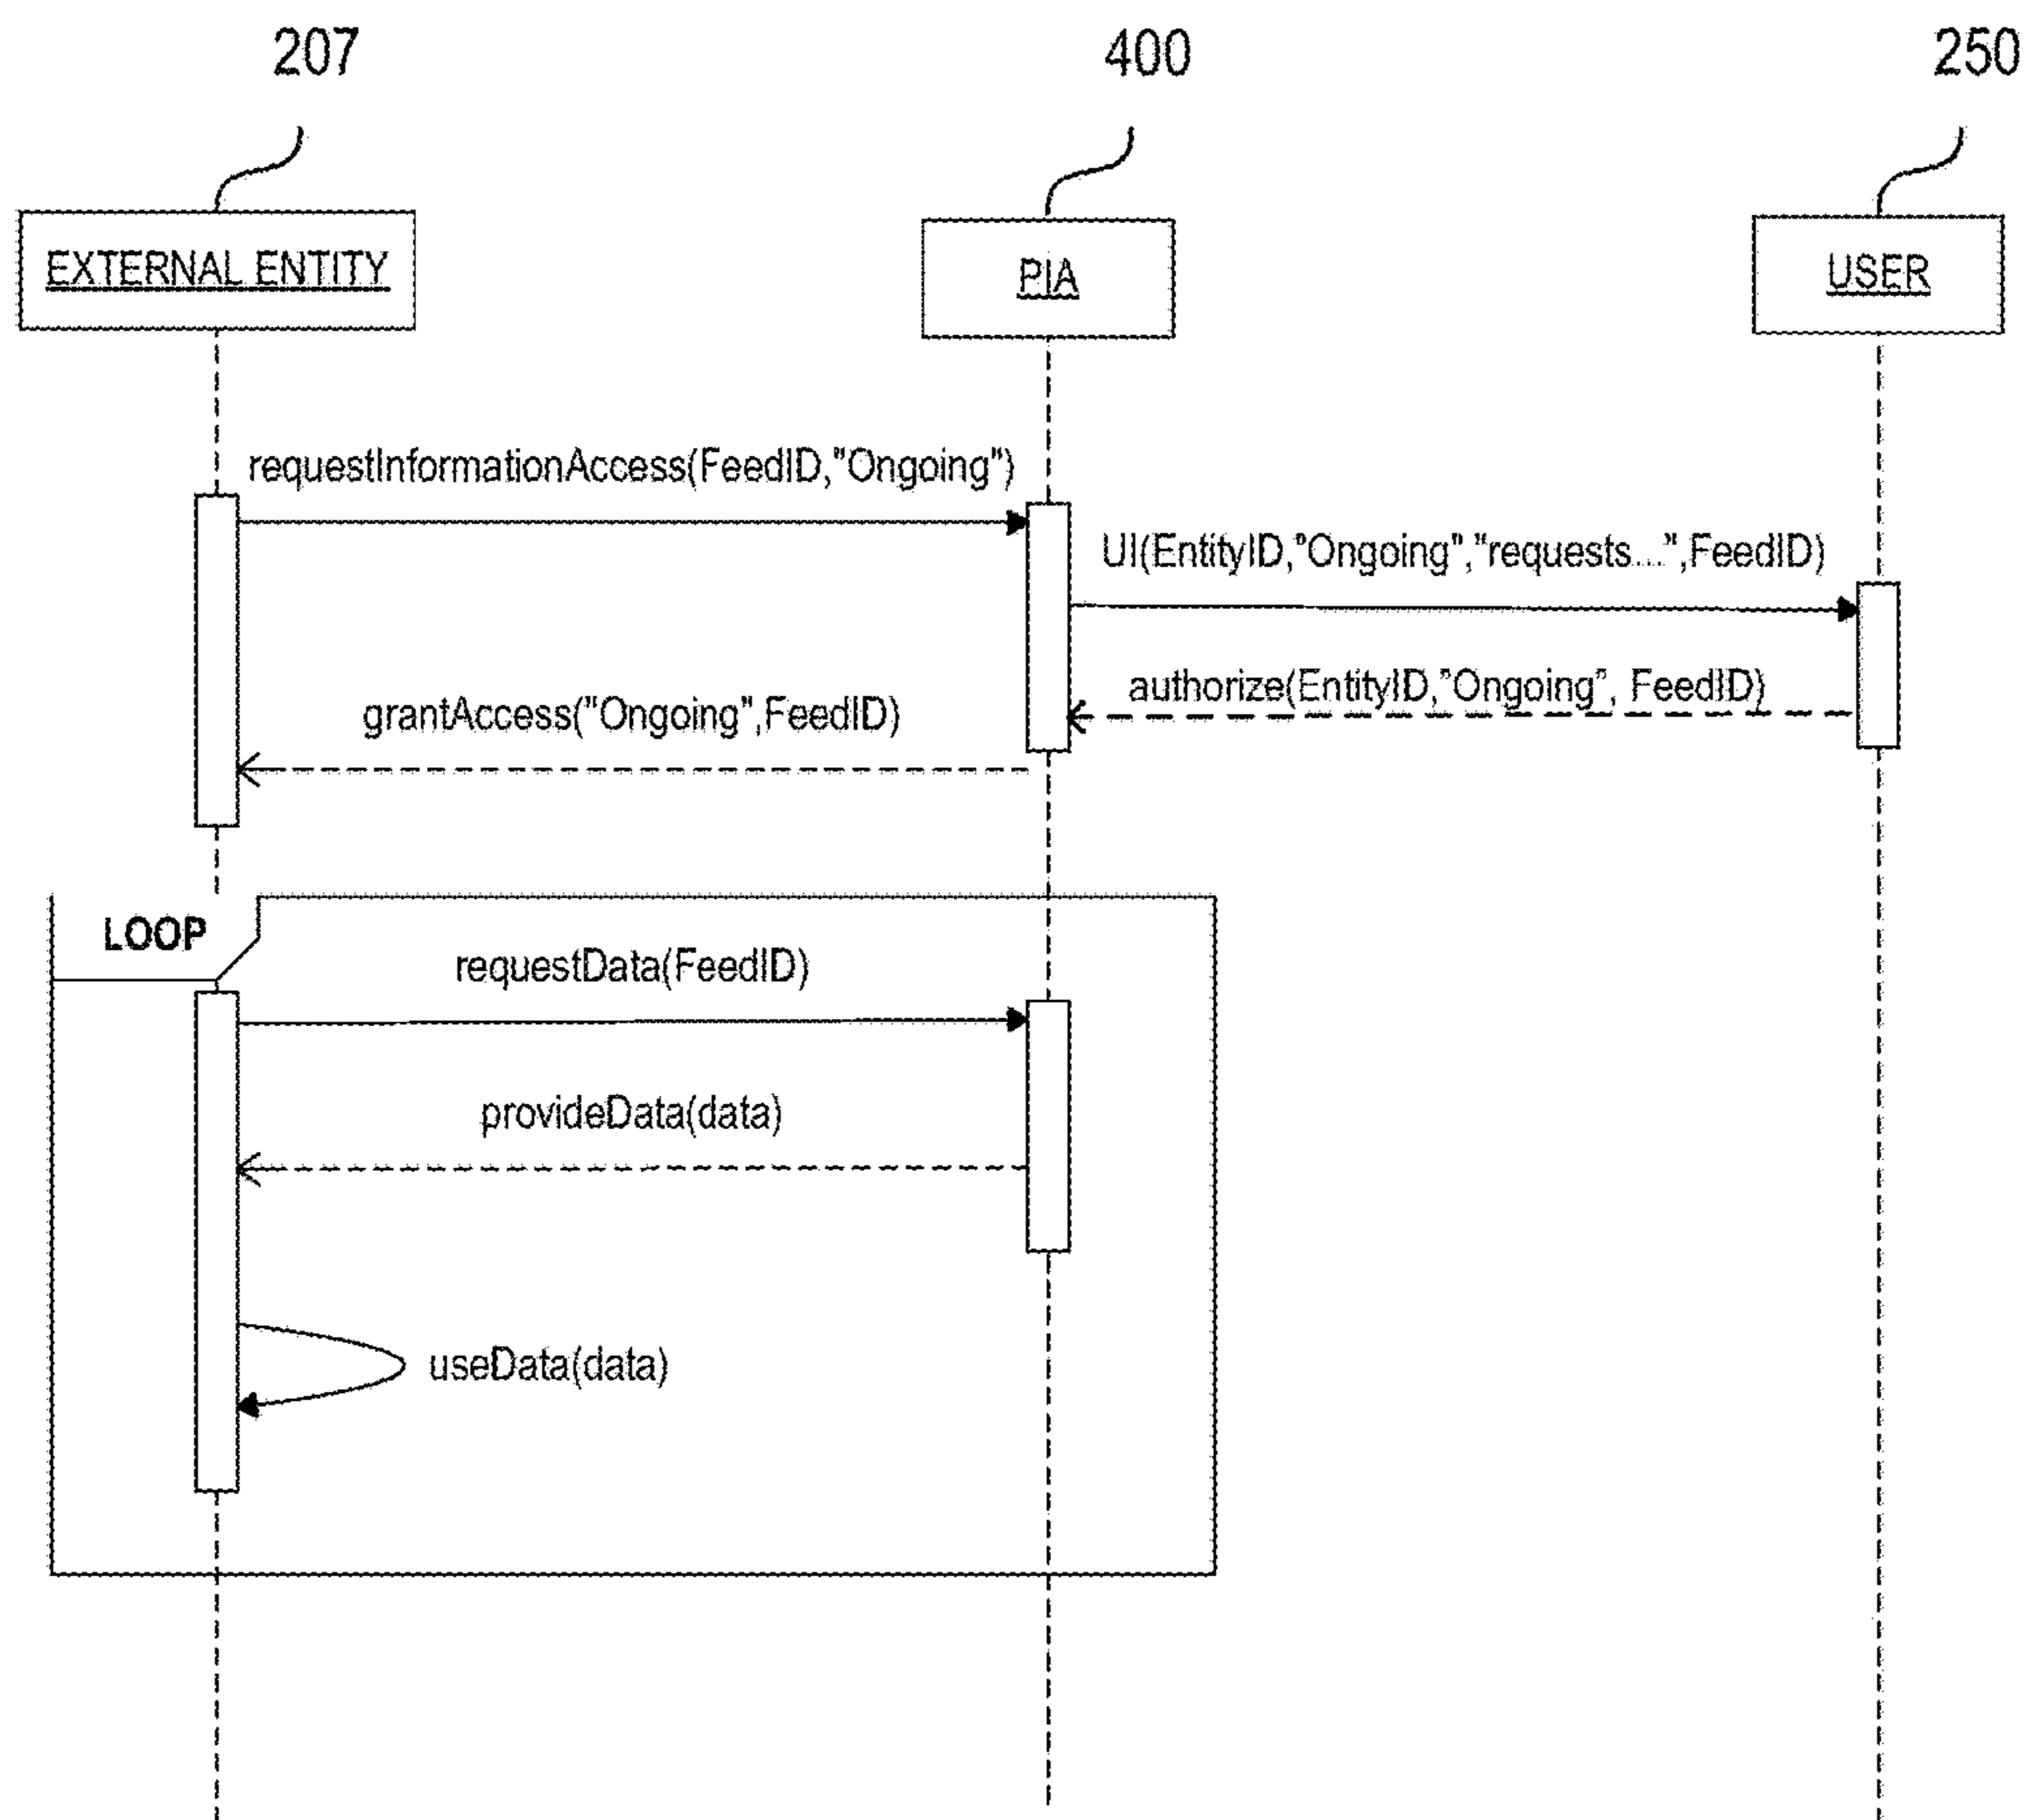 207
400
250
EXTERNAL ENTITY
PIA
USER
requestInformationAccess(FeedID,"Ongoing")
UI(EntityID,"Ongoing","requests....",FeedID)
authorize(EntityID,"Ongoing", FeedID)
grantAccess("Ongoing",FeedID)
LOOP
requestData(FeedID)
provideData(data)
useData(data)